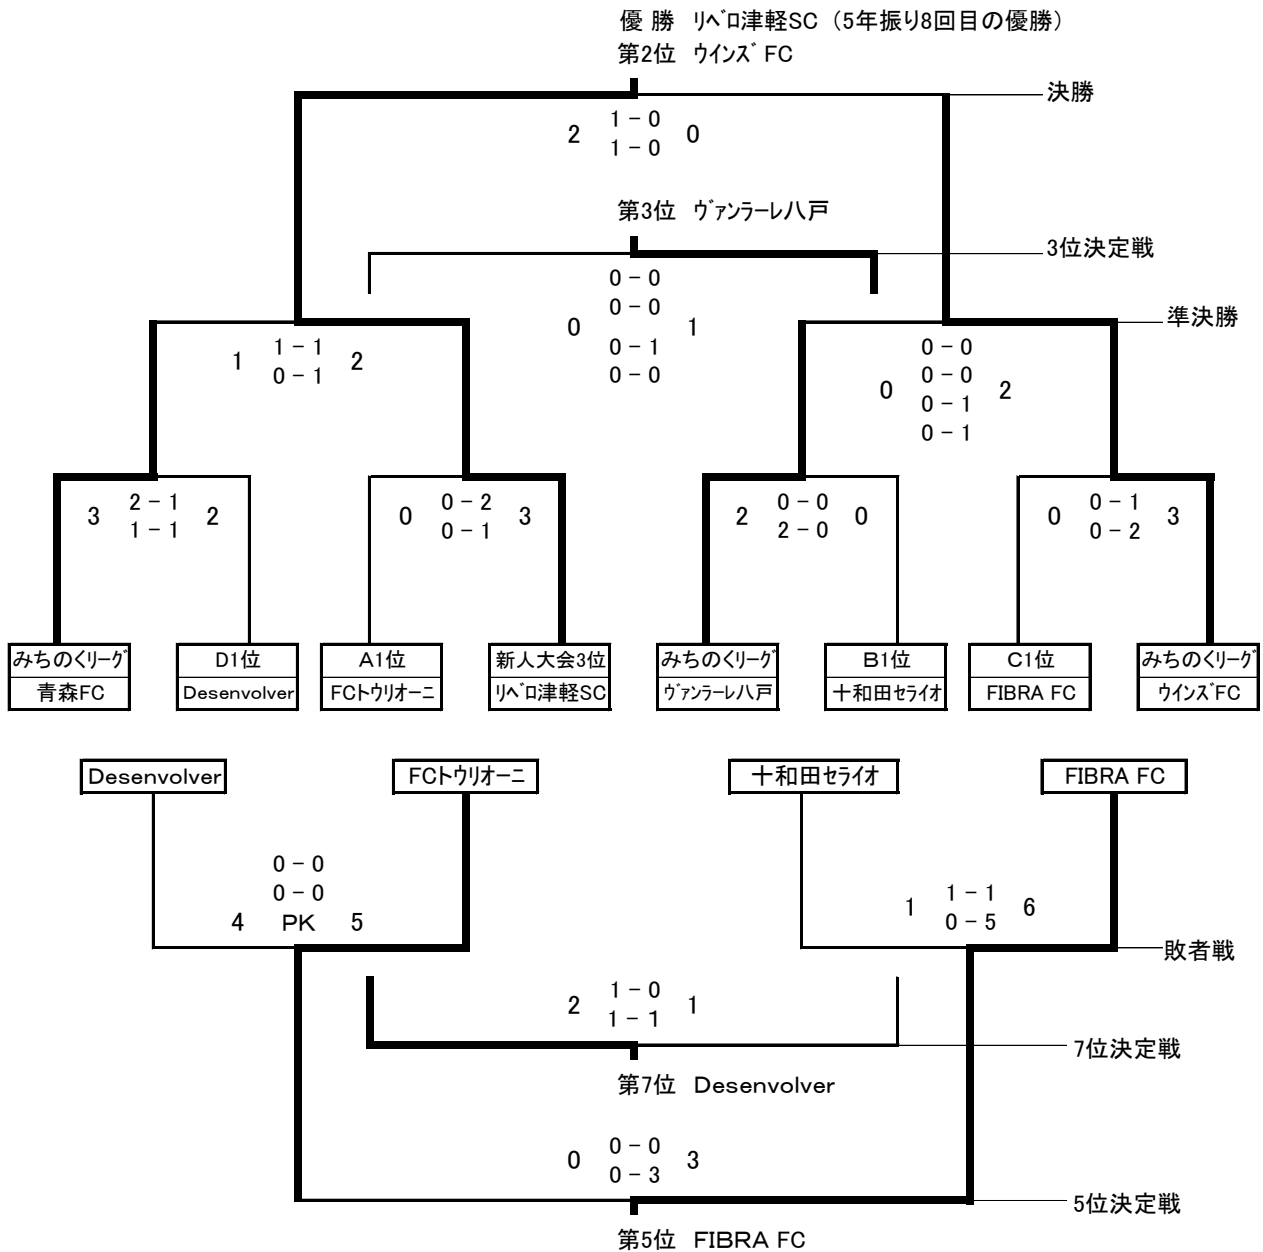 優 勝 リベロ津軽SC（5年振り8回目の優勝）
第2位 ウインズFC
決勝
2 1－0 0
1－0
第3位 ヴァンラーレ八戸
3位決定戦
0－0
0－0
0 1
0－1
0－0
準決勝
1 1－1 2
0－1
0－0
0－0
0 2
0－1
0－1
3 2－1 2
1－1
0 0－2 3
0－1
2 0－0 0
2－0
0 0－1 3
0－2
みちのくリーグ D1位 A1位 新人大会3位 みちのくリーグ B1位 C1位 みちのくリーグ
青森FC Desenvolver FCトウリオーニ リベロ津軽SC ヴァンラーレ八戸 十和田セライオ FIBRA FC ウインズFC
Desenvolver FCトウリオーニ 十和田セライオ FIBRA FC
0－0
0－0
4 PK 5
1 1－1 6
0－5
敗者戦
2 1－0 1
1－1
7位決定戦
第7位 Desenvolver
0 0－0 3
0－3
5位決定戦
第5位 FIBRA FC